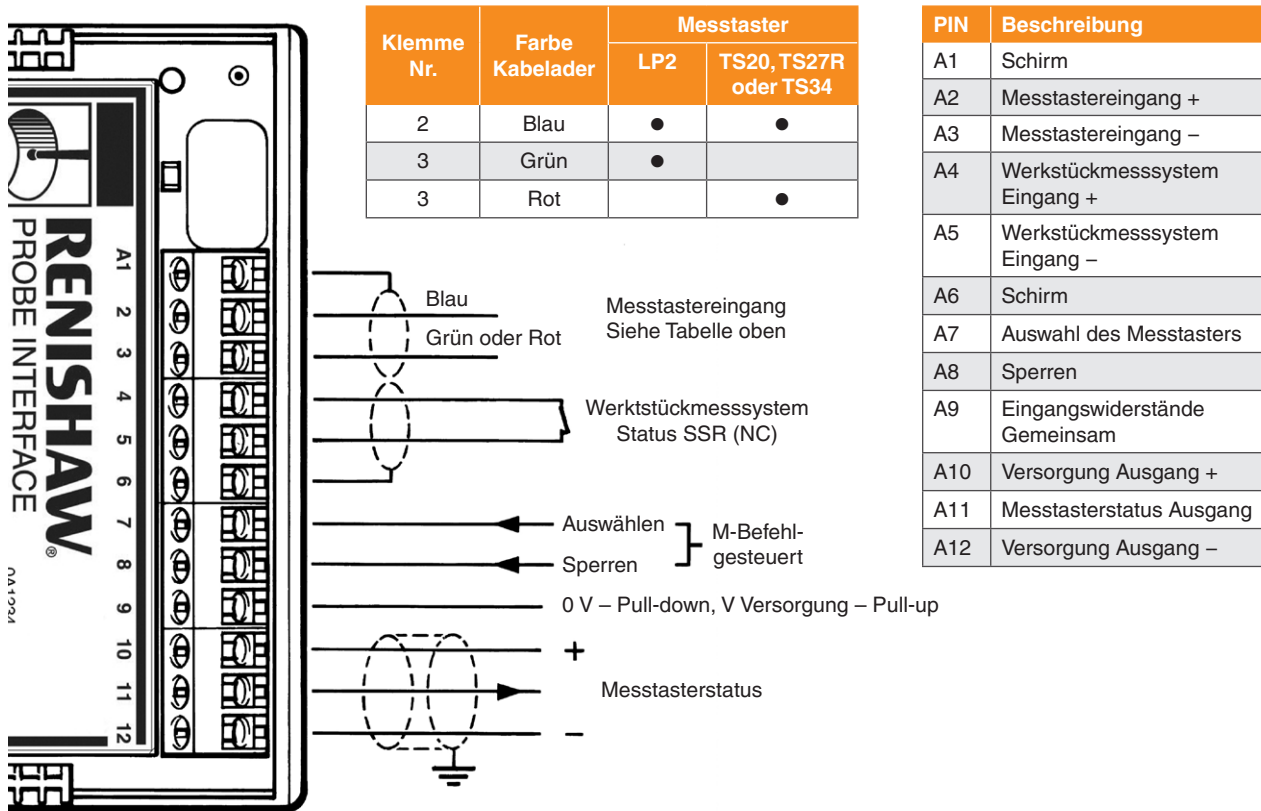 Klemme Nr.
Farbe Kabelader
Messtaster
LP2
TS20, TS27R oder TS34
2 Blau ● ●
3 Grün ●
3 Rot ●
PIN Beschreibung
A1 Schirm
A2 Messtastereingang +
A3 Messtastereingang –
A4 Werkstückmesssystem
Eingang +
A5 Werkstückmesssystem
Eingang –
A6 Schirm
A7 Auswahl des Messtasters
A8 Sperren
A9 Eingangswiderstände
Gemeinsam
A10 Versorgung Ausgang +
A11 Messtasterstatus Ausgang
A12 Versorgung Ausgang –
RENISHAW®
PROBE INTERFACE
A1
2
3
4
5
6
7
8
9
10
11
12
Blau
Grün oder Rot
Messtastereingang
Siehe Tabelle oben
Werktstückmesssystem
Status SSR (NC)
Auswählen
Sperren
M-Befehl-
gesteuert
0 V – Pull-down, V Versorgung – Pull-up
+
Messtasterstatus
–